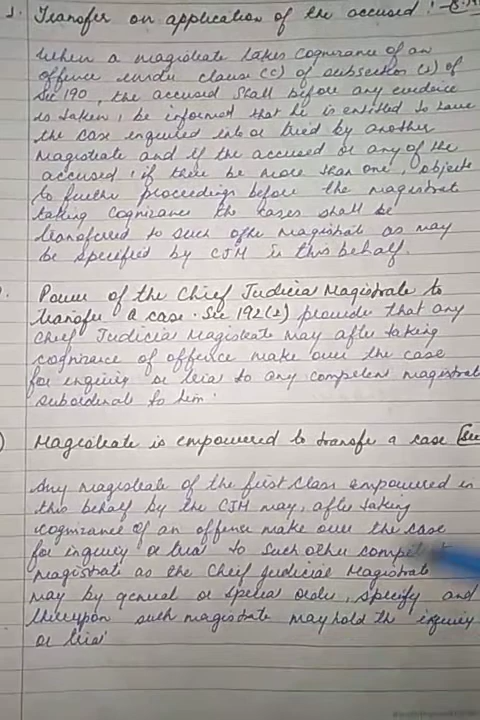 1. Transfer on application of the accused :-
When a magistrate takes cognizance of an
offence under clause (c) of subsection (1) of
Sec 190, the accused shall before any evidence
is taken, be informed that he is entitled to have
the case enquired into or tried by another
magistrate and if the accused or any of the
accused, if there be more than one, objects
to further proceedings before the magistrat
taking cognizance the cases shall be
transferred to such othe magistrate as may
be specified by CJM in this behalf.
Power of the Chief Judicial Magistrate to
transfer a case. Sec 192(1) provide that any
Chief Judicial Magistrate may after taking
cognizance of offence make over the case
for enquiry or trial to any competent magistrat
subordinate to him.
Magistrate is empowered to transfer a case
Any magistrate of the first class empowered in
this behalf by the CJM may, after taking
cognizance of an offense make over the case
for inquiry or trial to such other compet
magistrate as the Cheif Judicial Magistrate
may by general or special order, specify and
thereupon such magistrate may hold the inquiry
or trial